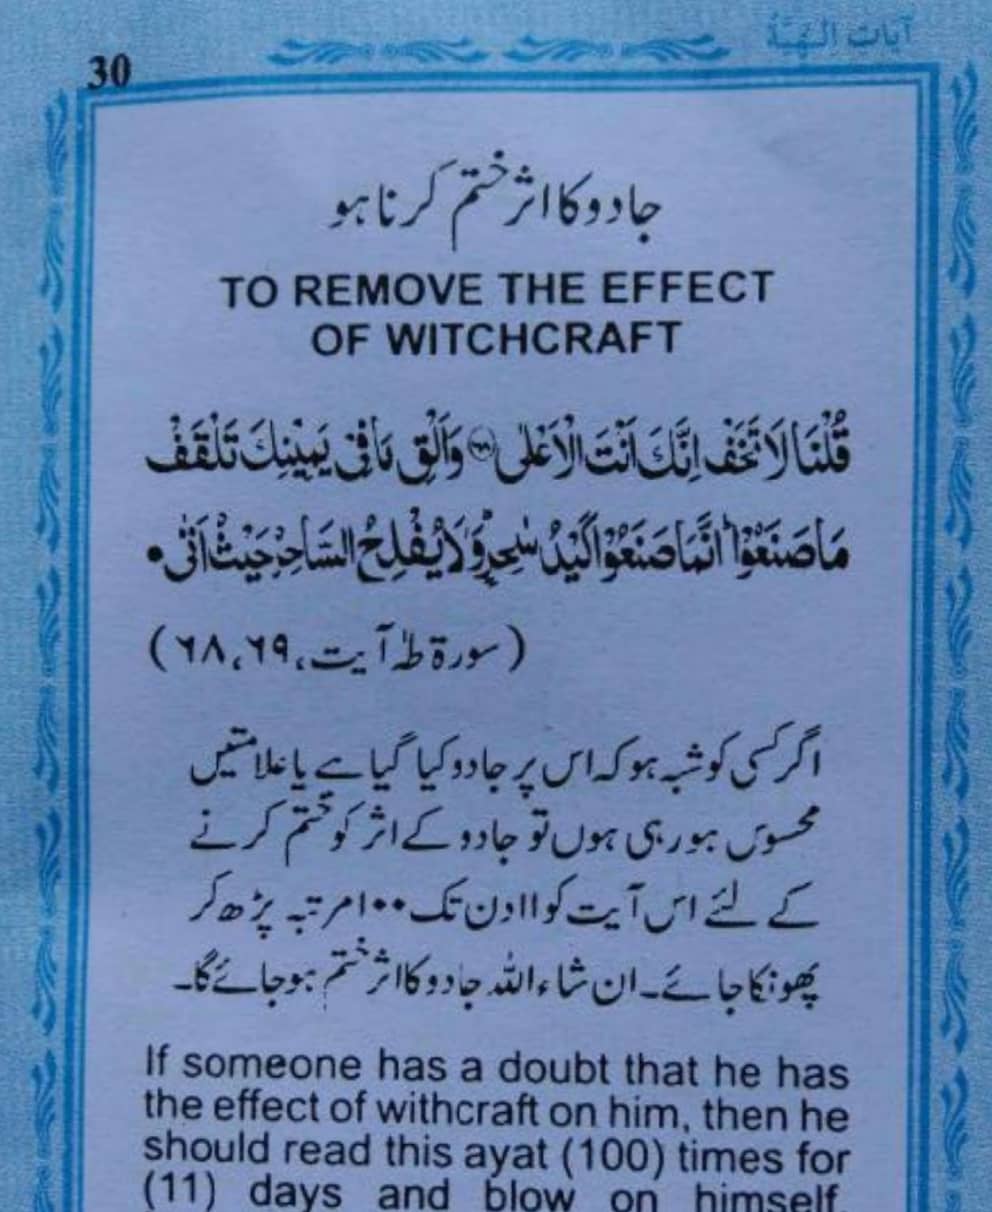 30
آیات الہیّۃ
جادو کا اثر ختم کرنا ہو
TO REMOVE THE EFFECT
OF WITCHCRAFT
قُلْنَا لَا تَخَفْ اِنَّكَ اَنْتَ الْاَعْلٰی ﴿۶۸﴾ وَاَلْقِ مَا فِیْ یَمِیْنِكَ تَلْقَفْ
مَا صَنَعُوْا ؕ اِنَّمَا صَنَعُوْا كَیْدُ سٰحِرٍ ؕ وَلَا یُفْلِحُ السَّاحِرُ حَیْثُ اَتٰی •
(سورۃ طٰہٰ آیت، ۶۸،۶۹)
اگر کسی کو شبہ ہو کہ اس پر جادو کیا گیا ہے یا علامتیں
محسوس ہو رہی ہوں تو جادو کے اثر کو ختم کرنے
کے لئے اس آیت کو ۱۱ دن تک ۱۰۰ مرتبہ پڑھ کر
پھونکا جائے۔ ان شاء اللہ جادو کا اثر ختم ہو جائے گا۔
If someone has a doubt that he has
the effect of withcraft on him, then he
should read this ayat (100) times for
(11) days and blow on himself.